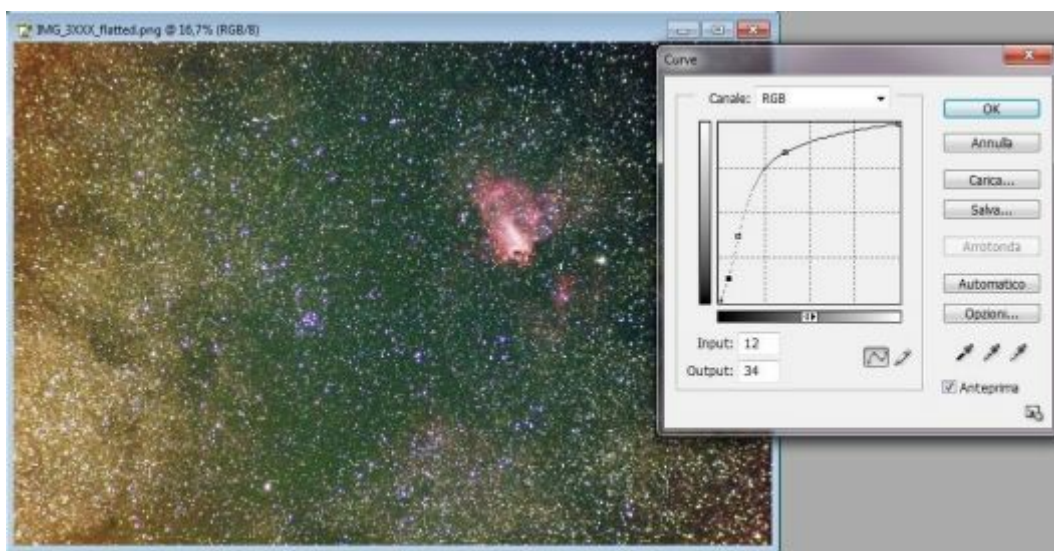 IMG_3XXX_flatted.png @ 16,7% (RGB/8)
Curve
Canale: RGB
OK
Annulla
Carica...
Salva...
Arrotonda
Automatico
Opzioni...
Input: 12
Output: 34
Anteprima